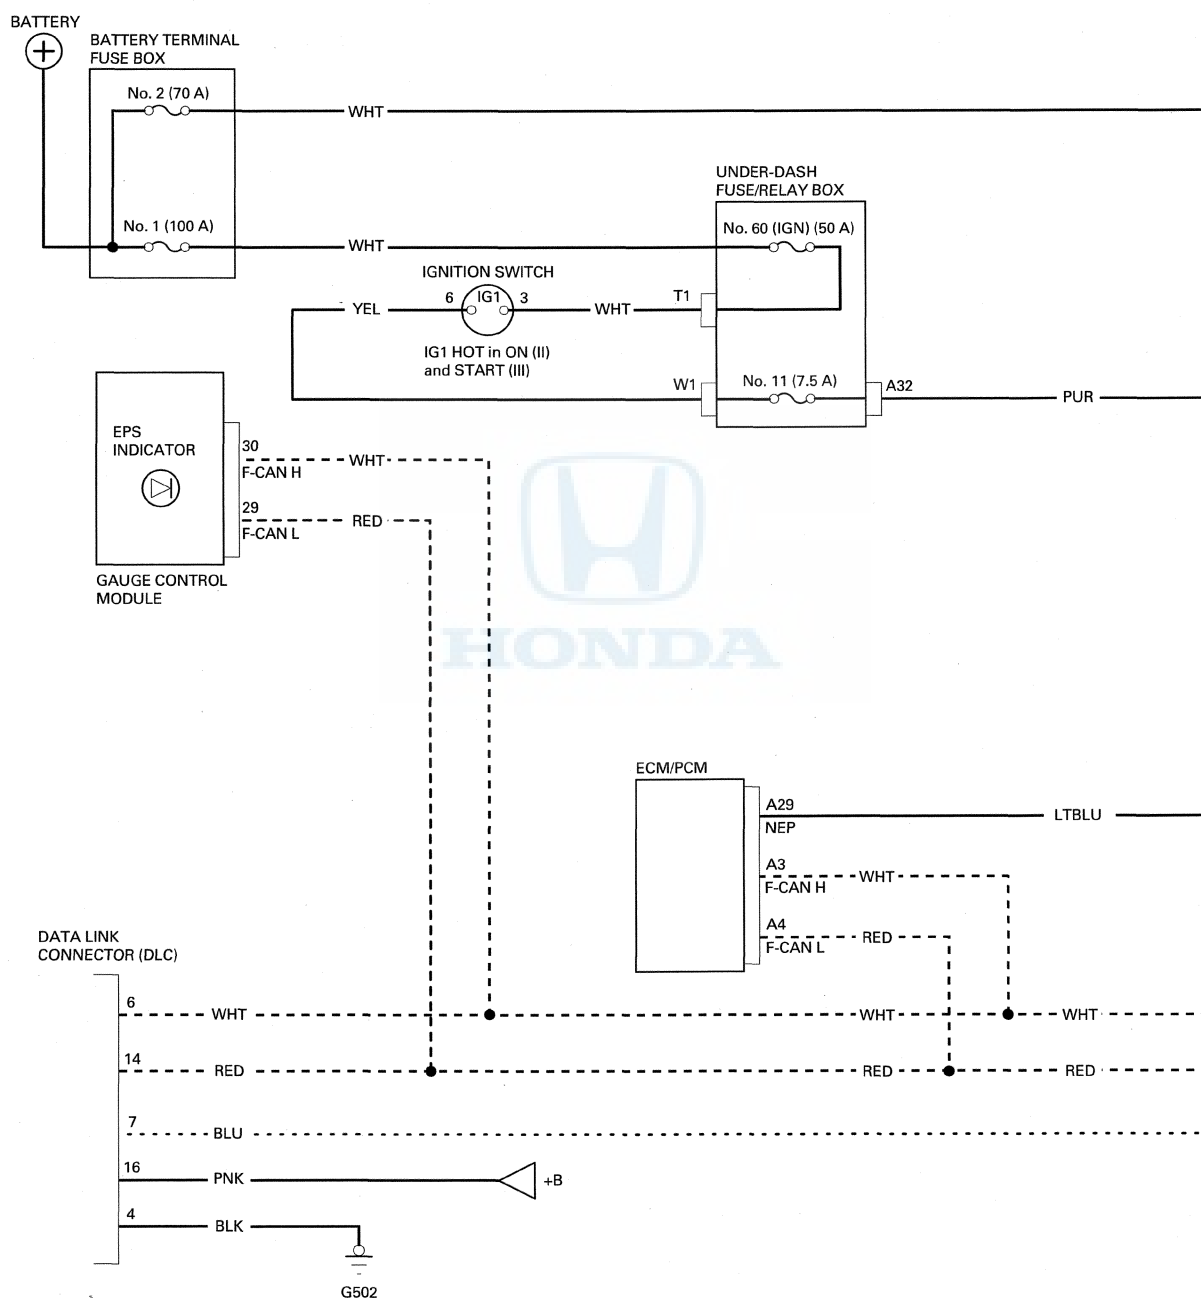 BATTERY
BATTERY TERMINAL
FUSE BOX
No. 2 (70 A)
WHT
UNDER-DASH
FUSE/RELAY BOX
No. 1 (100 A)
WHT
No. 60 (IGN) (50 A)
IGNITION SWITCH
YEL
6
IG1
3
WHT
T1
IG1 HOT in ON (II)
and START (III)
W1
No. 11 (7.5 A)
A32
PUR
EPS
INDICATOR
30
WHT
F-CAN H
29
RED
F-CAN L
GAUGE CONTROL
MODULE
HONDA
ECM/PCM
A29
LTBLU
NEP
A3
WHT
F-CAN H
A4
RED
F-CAN L
DATA LINK
CONNECTOR (DLC)
6
WHT
WHT
WHT
14
RED
RED
RED
7
BLU
16
PNK
+B
4
BLK
G502